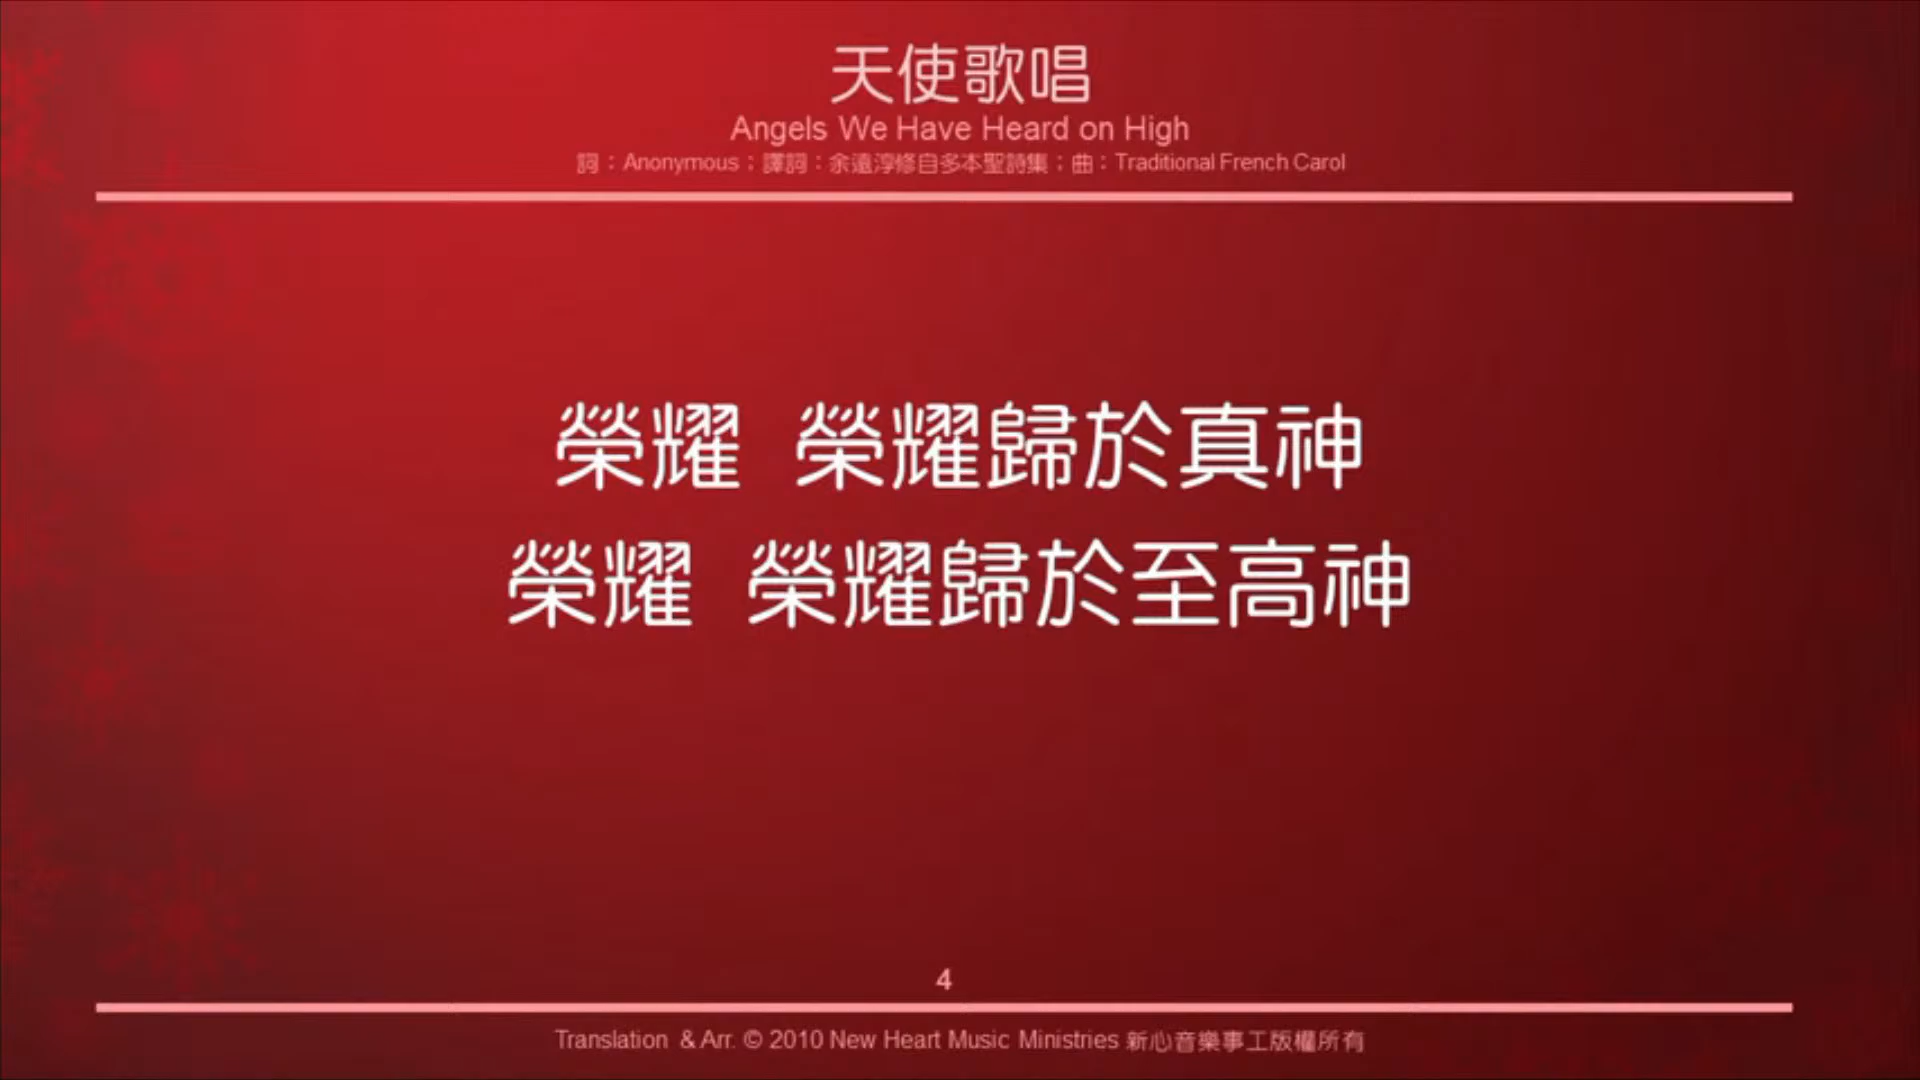 天使歌唱
Angels We Have Heard on High
詞：Anonymous；譯詞：余遠淳修自多本聖詩集；曲：Traditional French Carol
榮耀 榮耀歸於真神
榮耀 榮耀歸於至高神
4
Translation & Arr. © 2010 New Heart Music Ministries 新心音樂事工版權所有